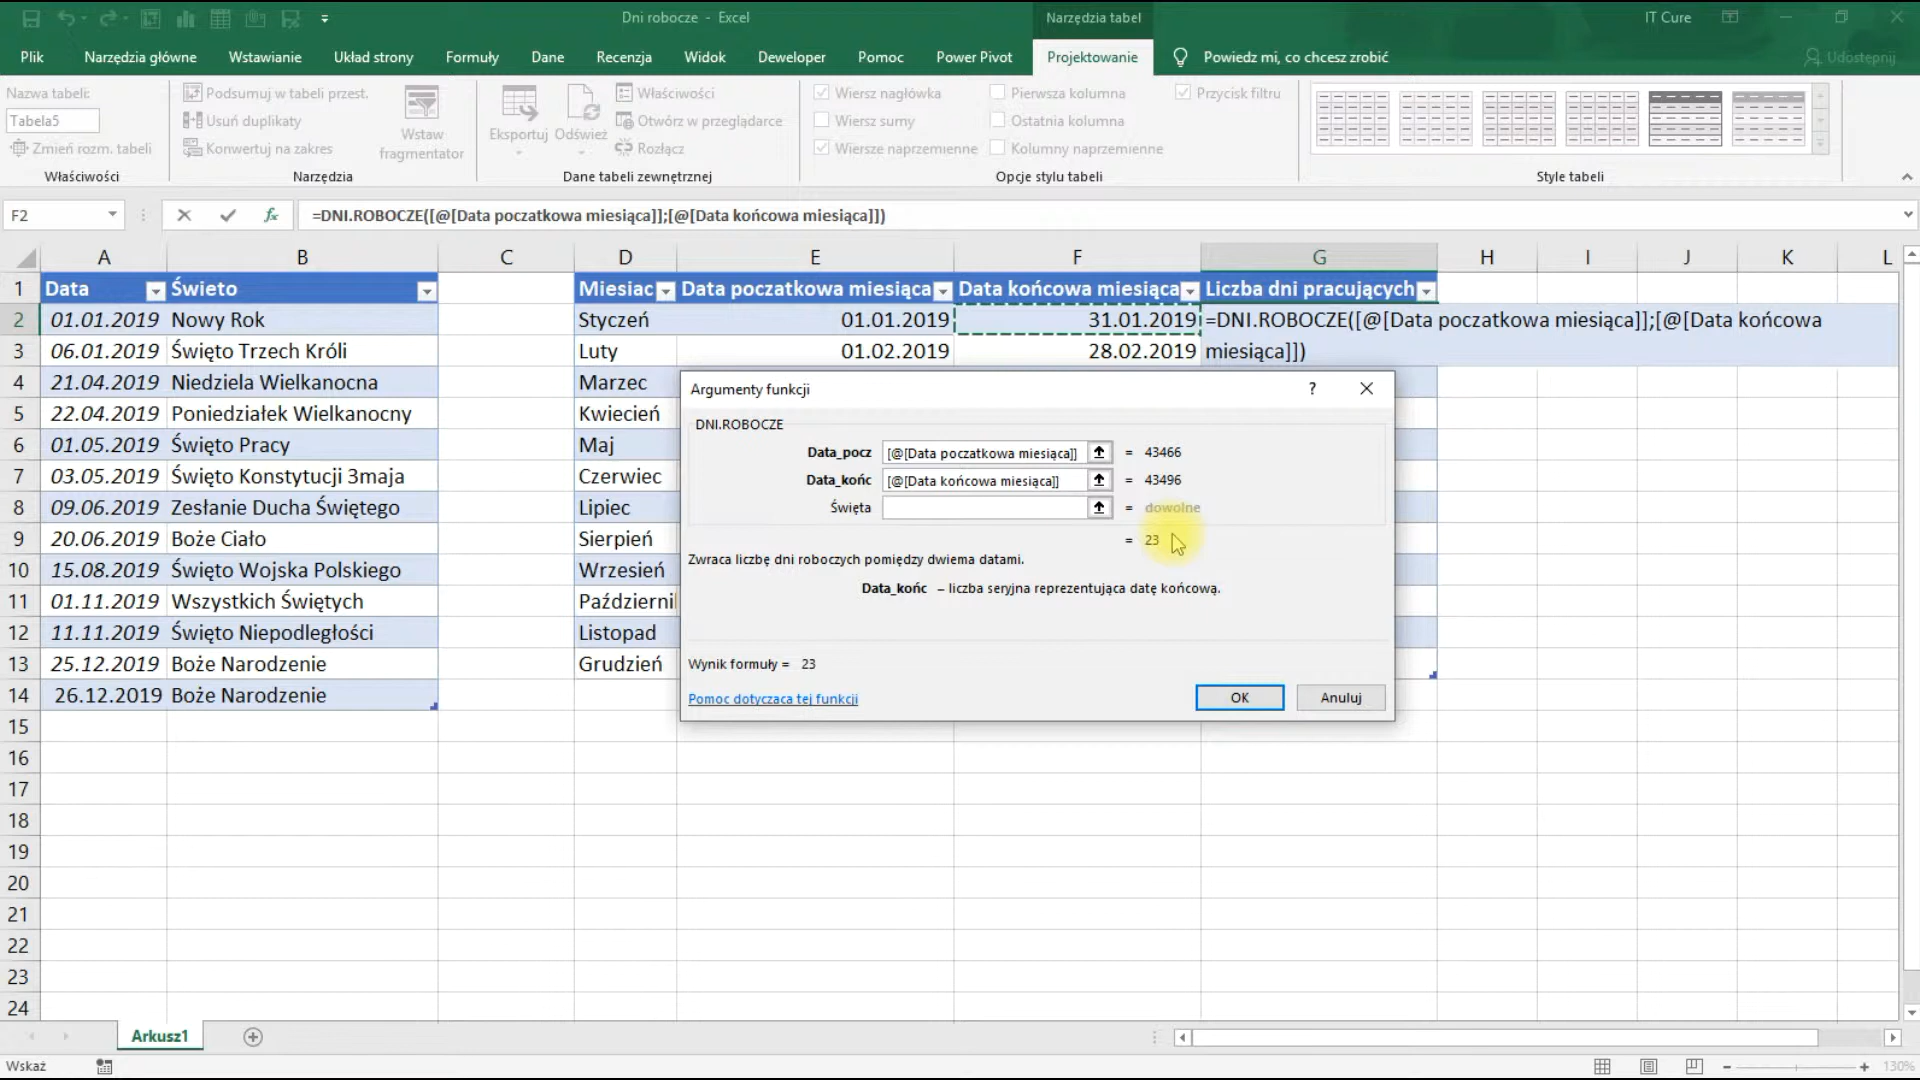 Dni robocze - Excel
Narzędzia tabel
IT Cure
Plik
Narzędzia główne
Wstawianie
Układ strony
Formuły
Dane
Recenzja
Widok
Deweloper
Pomoc
Power Pivot
Projektowanie
Powiedz mi, co chcesz zrobić
Udostępnij
Nazwa tabeli:
Tabela5
Zmień rozm. tabeli
Właściwości
Podsumuj w tabeli przest.
Usuń duplikaty
Konwertuj na zakres
Wstaw
fragmentator
Narzędzia
Eksportuj
Odśwież
Właściwości
Otwórz w przeglądarce
Rozłącz
Dane tabeli zewnętrznej
Wiersz nagłówka
Wiersz sumy
Wiersze naprzemienne
Pierwsza kolumna
Ostatnia kolumna
Kolumny naprzemienne
Przycisk filtru
Opcje stylu tabeli
Style tabeli
F2
fx
=DNI.ROBOCZE([@[Data poczatkowa miesiąca]];[@[Data końcowa miesiąca]])
A B C D E F G H I J K L
1 Data Świeto Miesiac Data poczatkowa miesiąca Data końcowa miesiąca Liczba dni pracujących
2 01.01.2019 Nowy Rok Styczeń 01.01.2019 31.01.2019 =DNI.ROBOCZE([@[Data poczatkowa miesiąca]];[@[Data końcowa
3 06.01.2019 Święto Trzech Króli Luty 01.02.2019 28.02.2019 miesiąca]])
4 21.04.2019 Niedziela Wielkanocna Marzec
5 22.04.2019 Poniedziałek Wielkanocny Kwiecień
6 01.05.2019 Święto Pracy Maj
7 03.05.2019 Święto Konstytucji 3maja Czerwiec
8 09.06.2019 Zesłanie Ducha Świętego Lipiec
9 20.06.2019 Boże Ciało Sierpień
10 15.08.2019 Święto Wojska Polskiego Wrzesień
11 01.11.2019 Wszystkich Świętych Październi
12 11.11.2019 Święto Niepodległości Listopad
13 25.12.2019 Boże Narodzenie Grudzień
14 26.12.2019 Boże Narodzenie
15
16
17
18
19
20
21
22
23
24
Argumenty funkcji
?
DNI.ROBOCZE
Data_pocz [@[Data poczatkowa miesiąca]] = 43466
Data_końc [@[Data końcowa miesiąca]] = 43496
Święta = dowolne
= 23
Zwraca liczbę dni roboczych pomiędzy dwiema datami.
Data_końc – liczba seryjna reprezentująca datę końcową.
Wynik formuły = 23
Pomoc dotycząca tej funkcji
OK
Anuluj
Arkusz1
Wskaż
130%